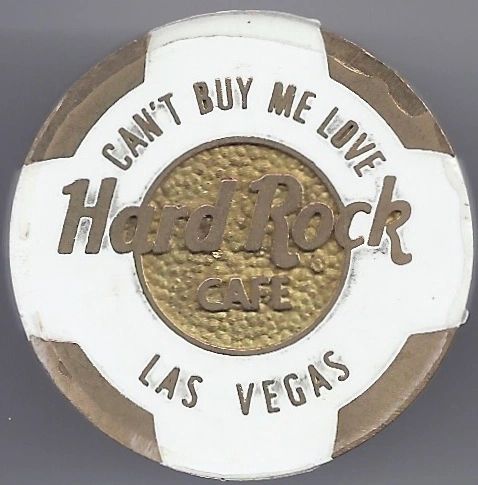 CAN'T BUY ME LOVE
Hard Rock
CAFE
LAS VEGAS